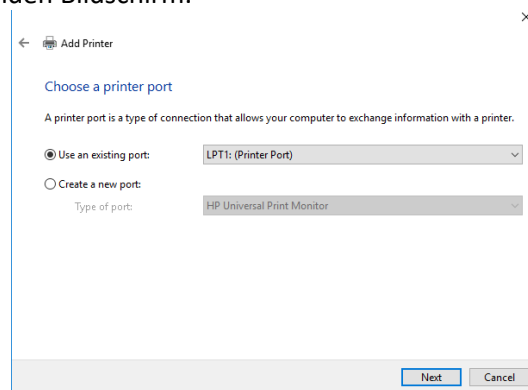 den Bildschirm.
Add Printer
Choose a printer port
A printer port is a type of connection that allows your computer to exchange information with a printer.
Use an existing port: LPT1: (Printer Port)
Create a new port:
Type of port: HP Universal Print Monitor
Next Cancel